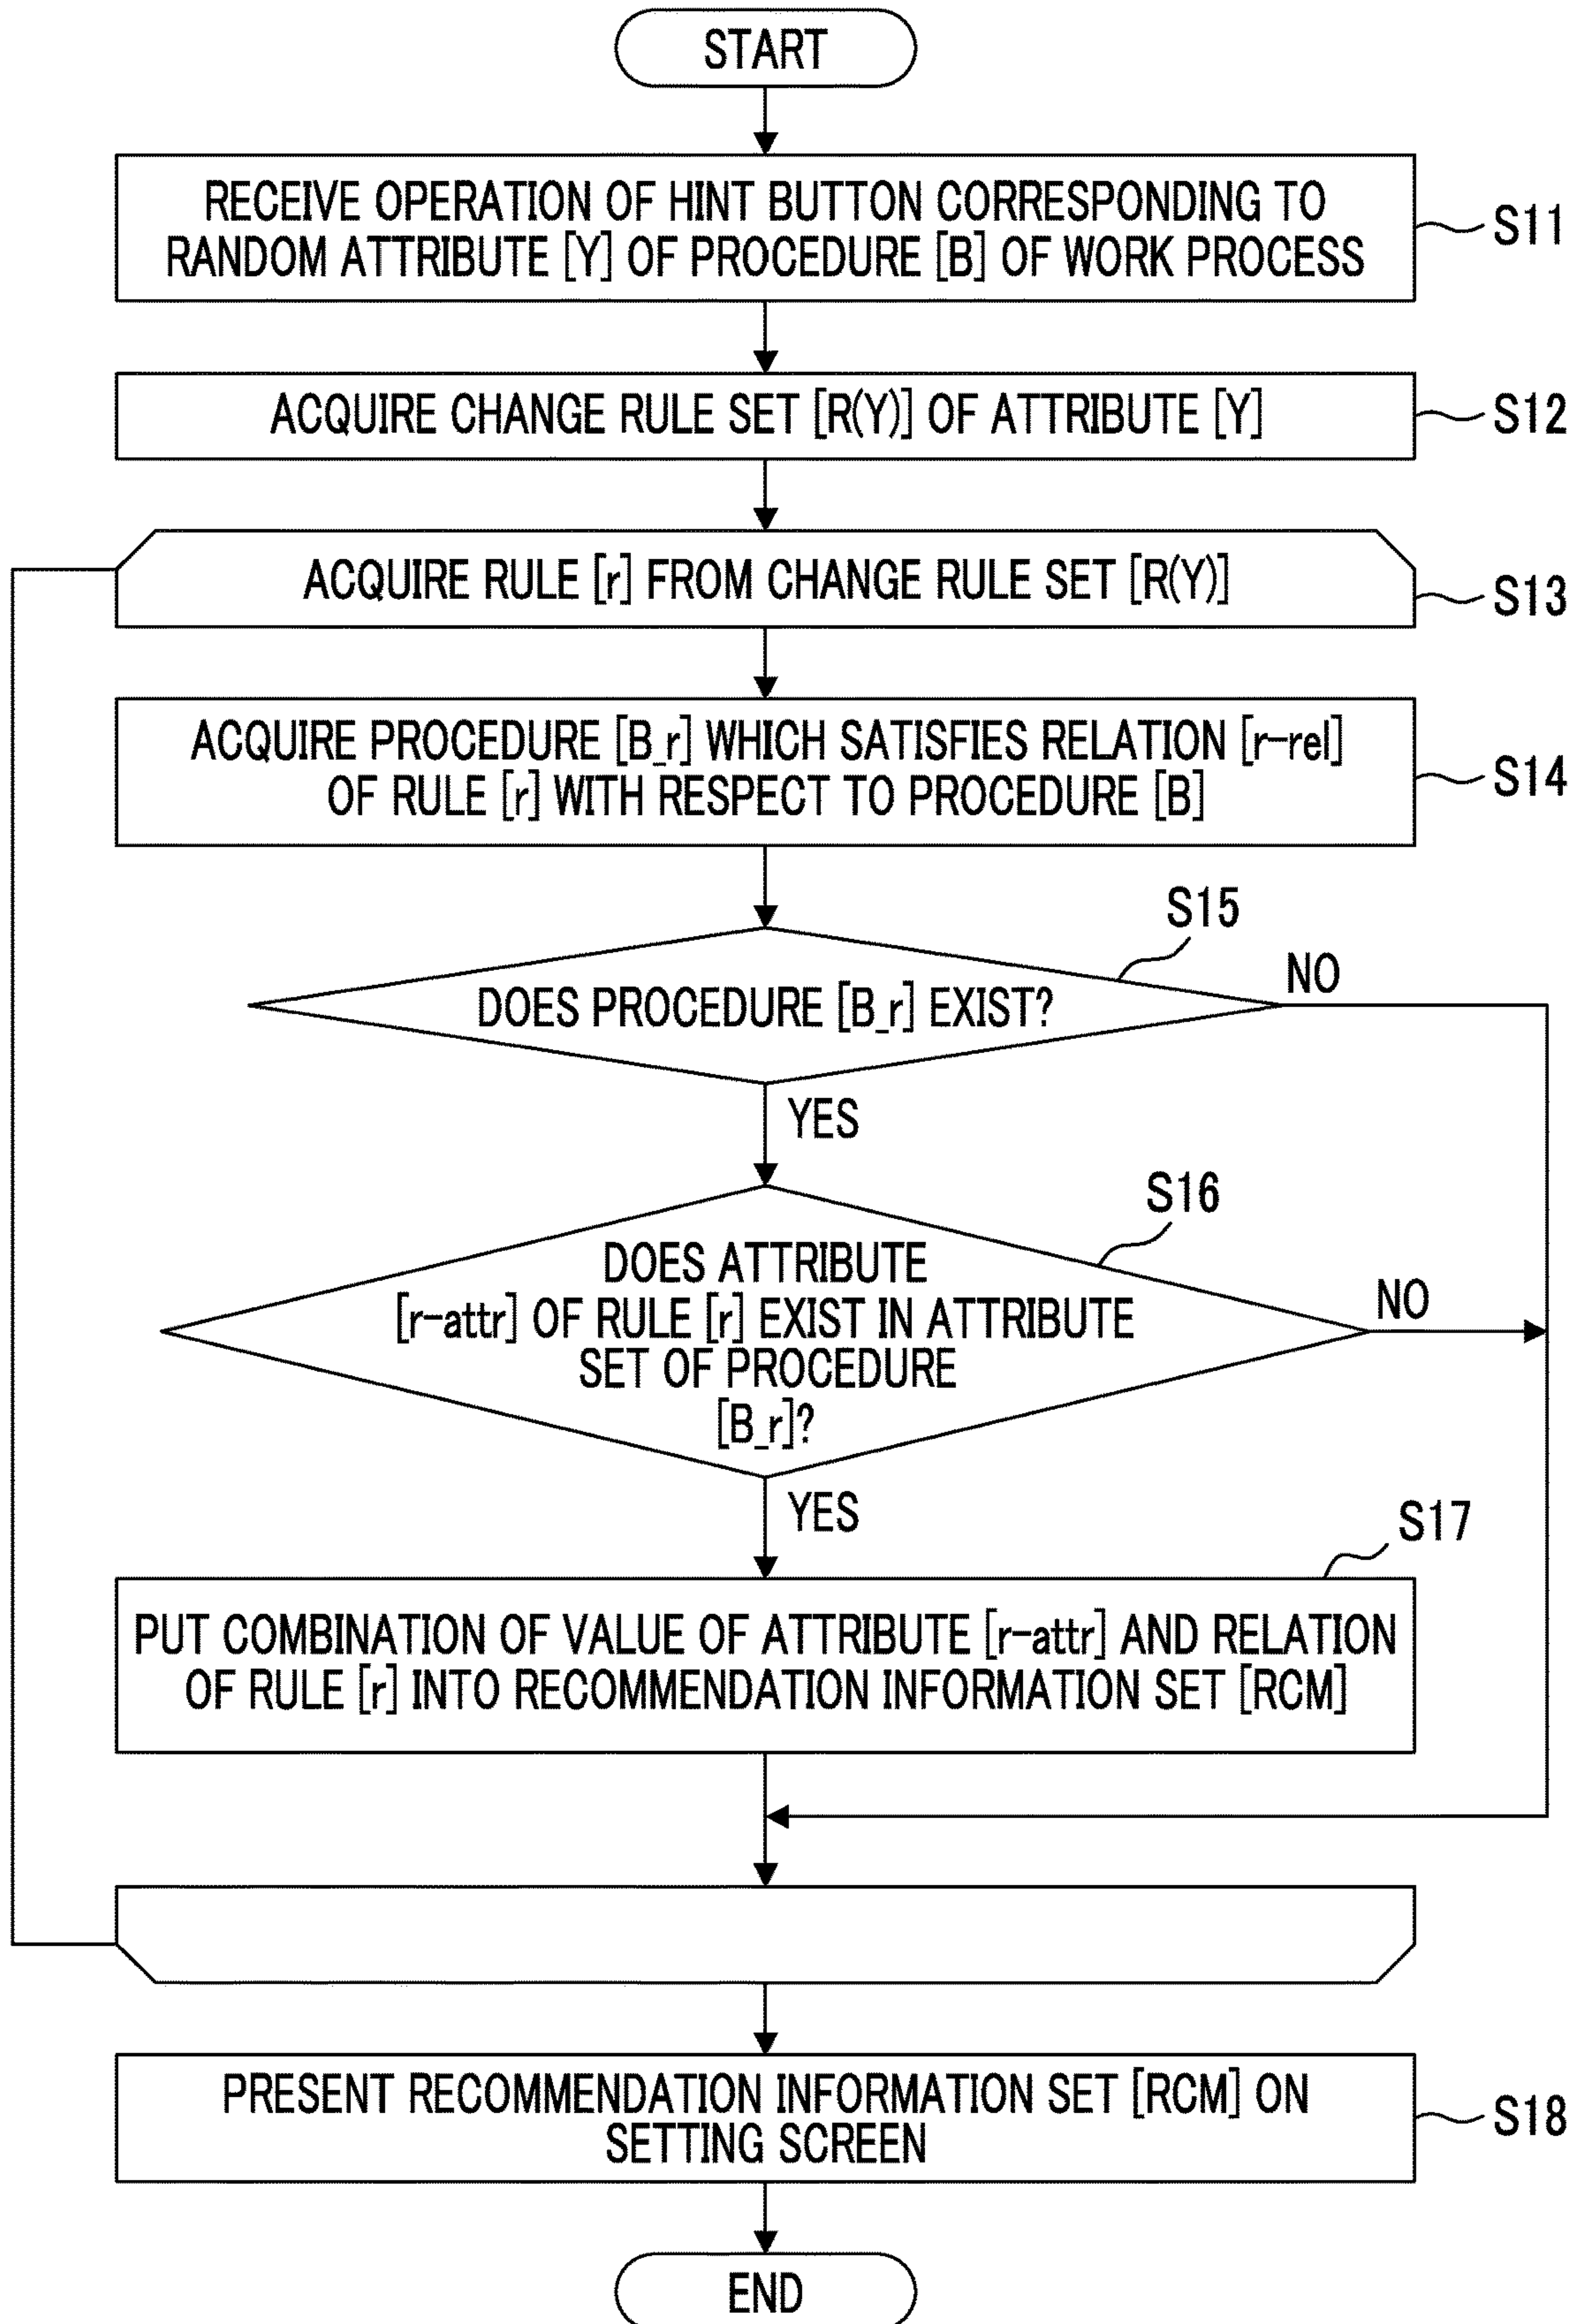 START
RECEIVE OPERATION OF HINT BUTTON CORRESPONDING TO
RANDOM ATTRIBUTE [Y] OF PROCEDURE [B] OF WORK PROCESS
S11
ACQUIRE CHANGE RULE SET [R(Y)] OF ATTRIBUTE [Y]
S12
ACQUIRE RULE [r] FROM CHANGE RULE SET [R(Y)]
S13
ACQUIRE PROCEDURE [B_r] WHICH SATISFIES RELATION [r-rel]
OF RULE [r] WITH RESPECT TO PROCEDURE [B]
S14
S15
DOES PROCEDURE [B_r] EXIST?
NO
YES
S16
DOES ATTRIBUTE
[r-attr] OF RULE [r] EXIST IN ATTRIBUTE
SET OF PROCEDURE
[B_r]?
NO
YES
S17
PUT COMBINATION OF VALUE OF ATTRIBUTE [r-attr] AND RELATION
OF RULE [r] INTO RECOMMENDATION INFORMATION SET [RCM]
PRESENT RECOMMENDATION INFORMATION SET [RCM] ON
SETTING SCREEN
S18
END